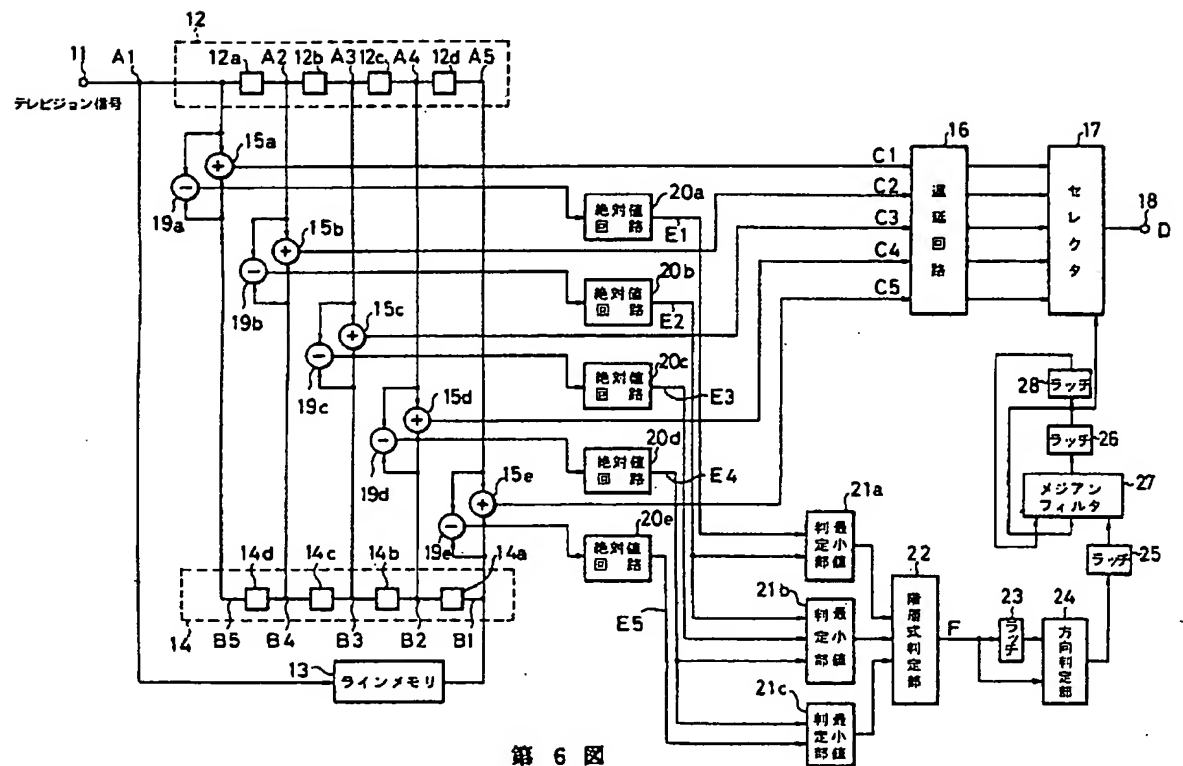 12
11
A1
12a
A2
12b
A3
12c
A4
12d
A5
テレビジョン信号
15a
19a
15b
19b
15c
19c
15d
19d
15e
19e
20a
絶対値
回路
E1
20b
絶対値
回路
E2
20c
絶対値
回路
E3
20d
絶対値
回路
E4
20e
絶対値
回路
E5
C1
C2
C3
C4
C5
16
遅延回路
17
セレクタ
18
D
28
ラッチ
26
ラッチ
27
メジアン
フィルタ
25
ラッチ
21a
最小値
判定部
21b
最小値
判定部
21c
最小値
判定部
22
階層式判定部
F
23
ラッチ
24
方向判定部
14d
14c
14b
14a
14
B5
B4
B3
B2
B1
13
ラインメモリ
第 6 図